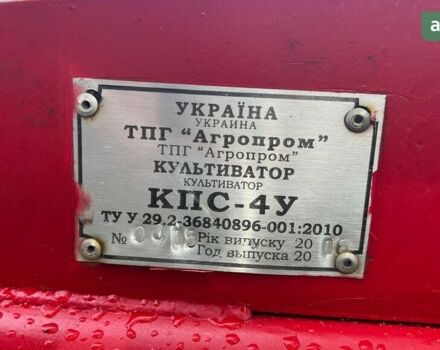 УКРАЇНА
УКРАИНА
ТПГ "Агропром"
ТПГ "Агропром"
КУЛЬТИВАТОР
КУЛЬТИВАТОР
КПС-4У
ТУ У 29.2-36840896-001:2010
№ Рік випуску 20
Год выпуска 20